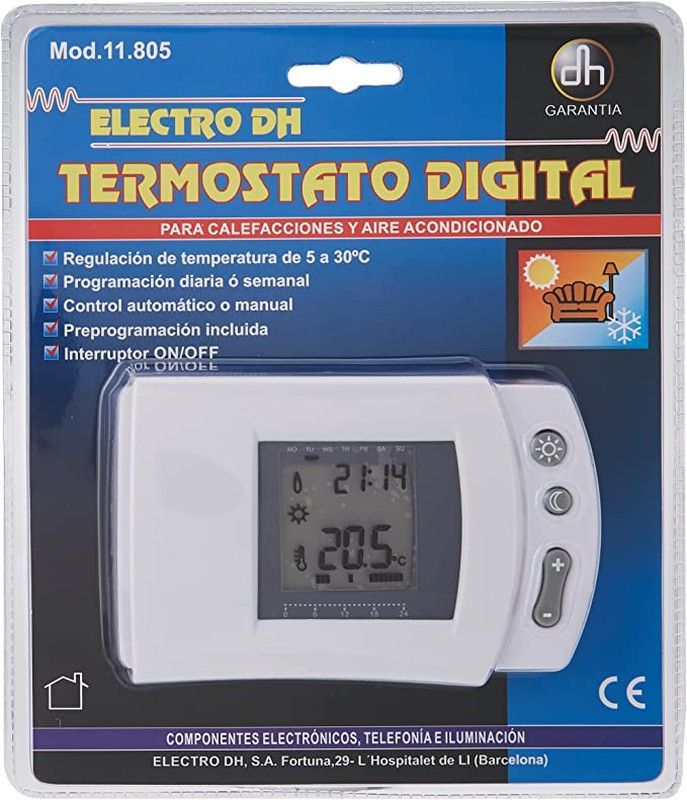 Mod.11.805
dh
GARANTIA
ELECTRO DH
TERMOSTATO DIGITAL
PARA CALEFACCIONES Y AIRE ACONDICIONADO
Regulación de temperatura de 5 a 30ºC
Programación diaria ó semanal
Control automático o manual
Preprogramación incluida
Interruptor ON/OFF
MO TU WE TH FR SA SU
21:14
20.5°C
0 6 12 18 24
+
-
CE
COMPONENTES ELECTRÓNICOS, TELEFONÍA E ILUMINACIÓN
ELECTRO DH, S.A. Fortuna,29- L´Hospitalet de Ll (Barcelona)